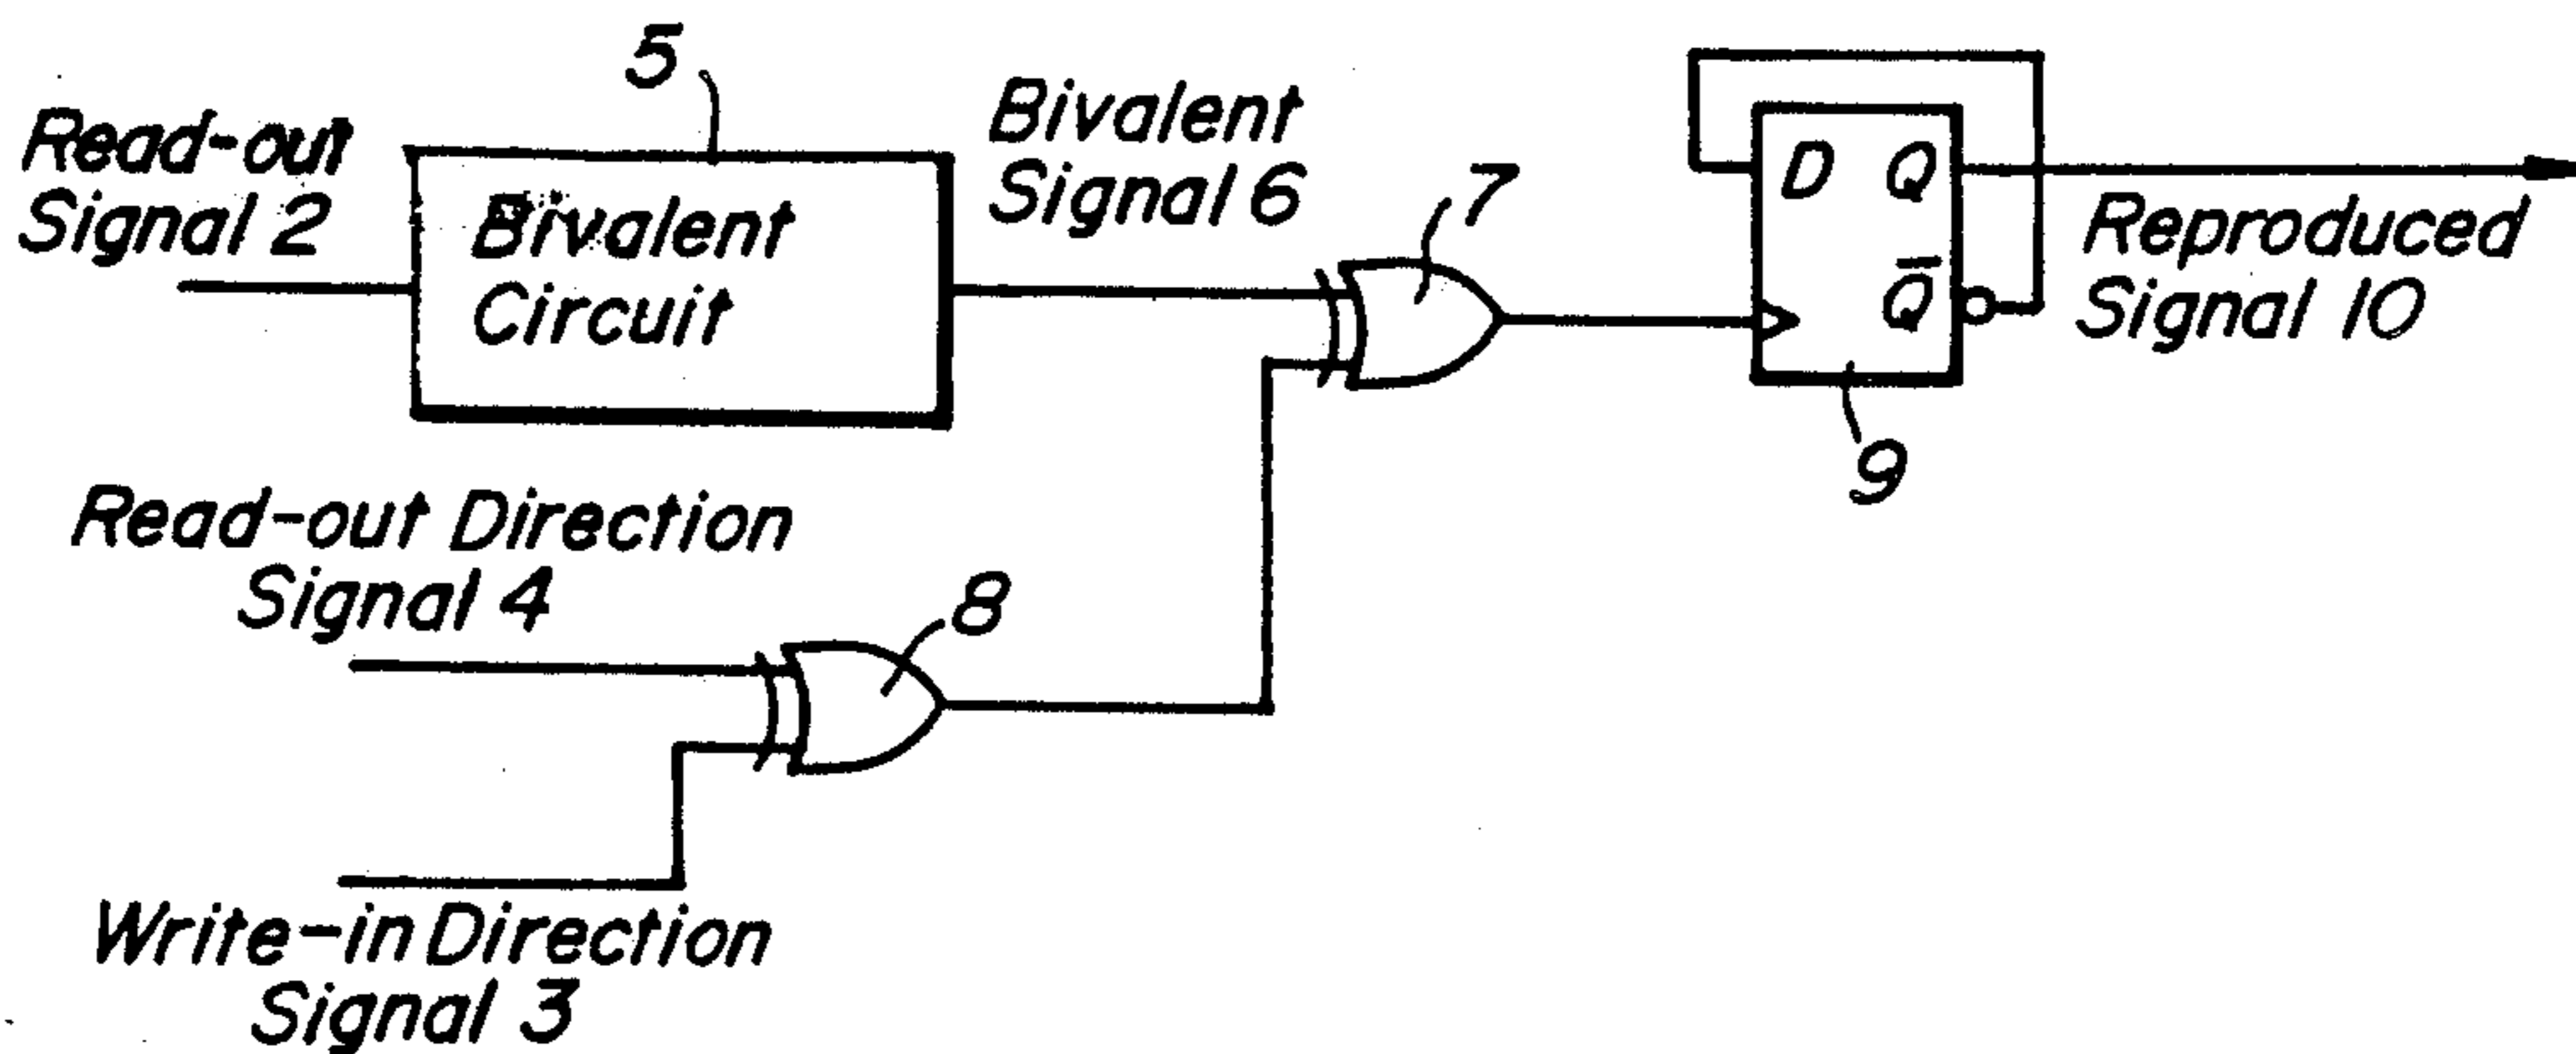 5
Read-out
Signal 2
Bivalent
Circuit
Bivalent
Signal 6
7
D Q
Q̅
9
Reproduced
Signal 10
Read-out Direction
Signal 4
8
Write-in Direction
Signal 3